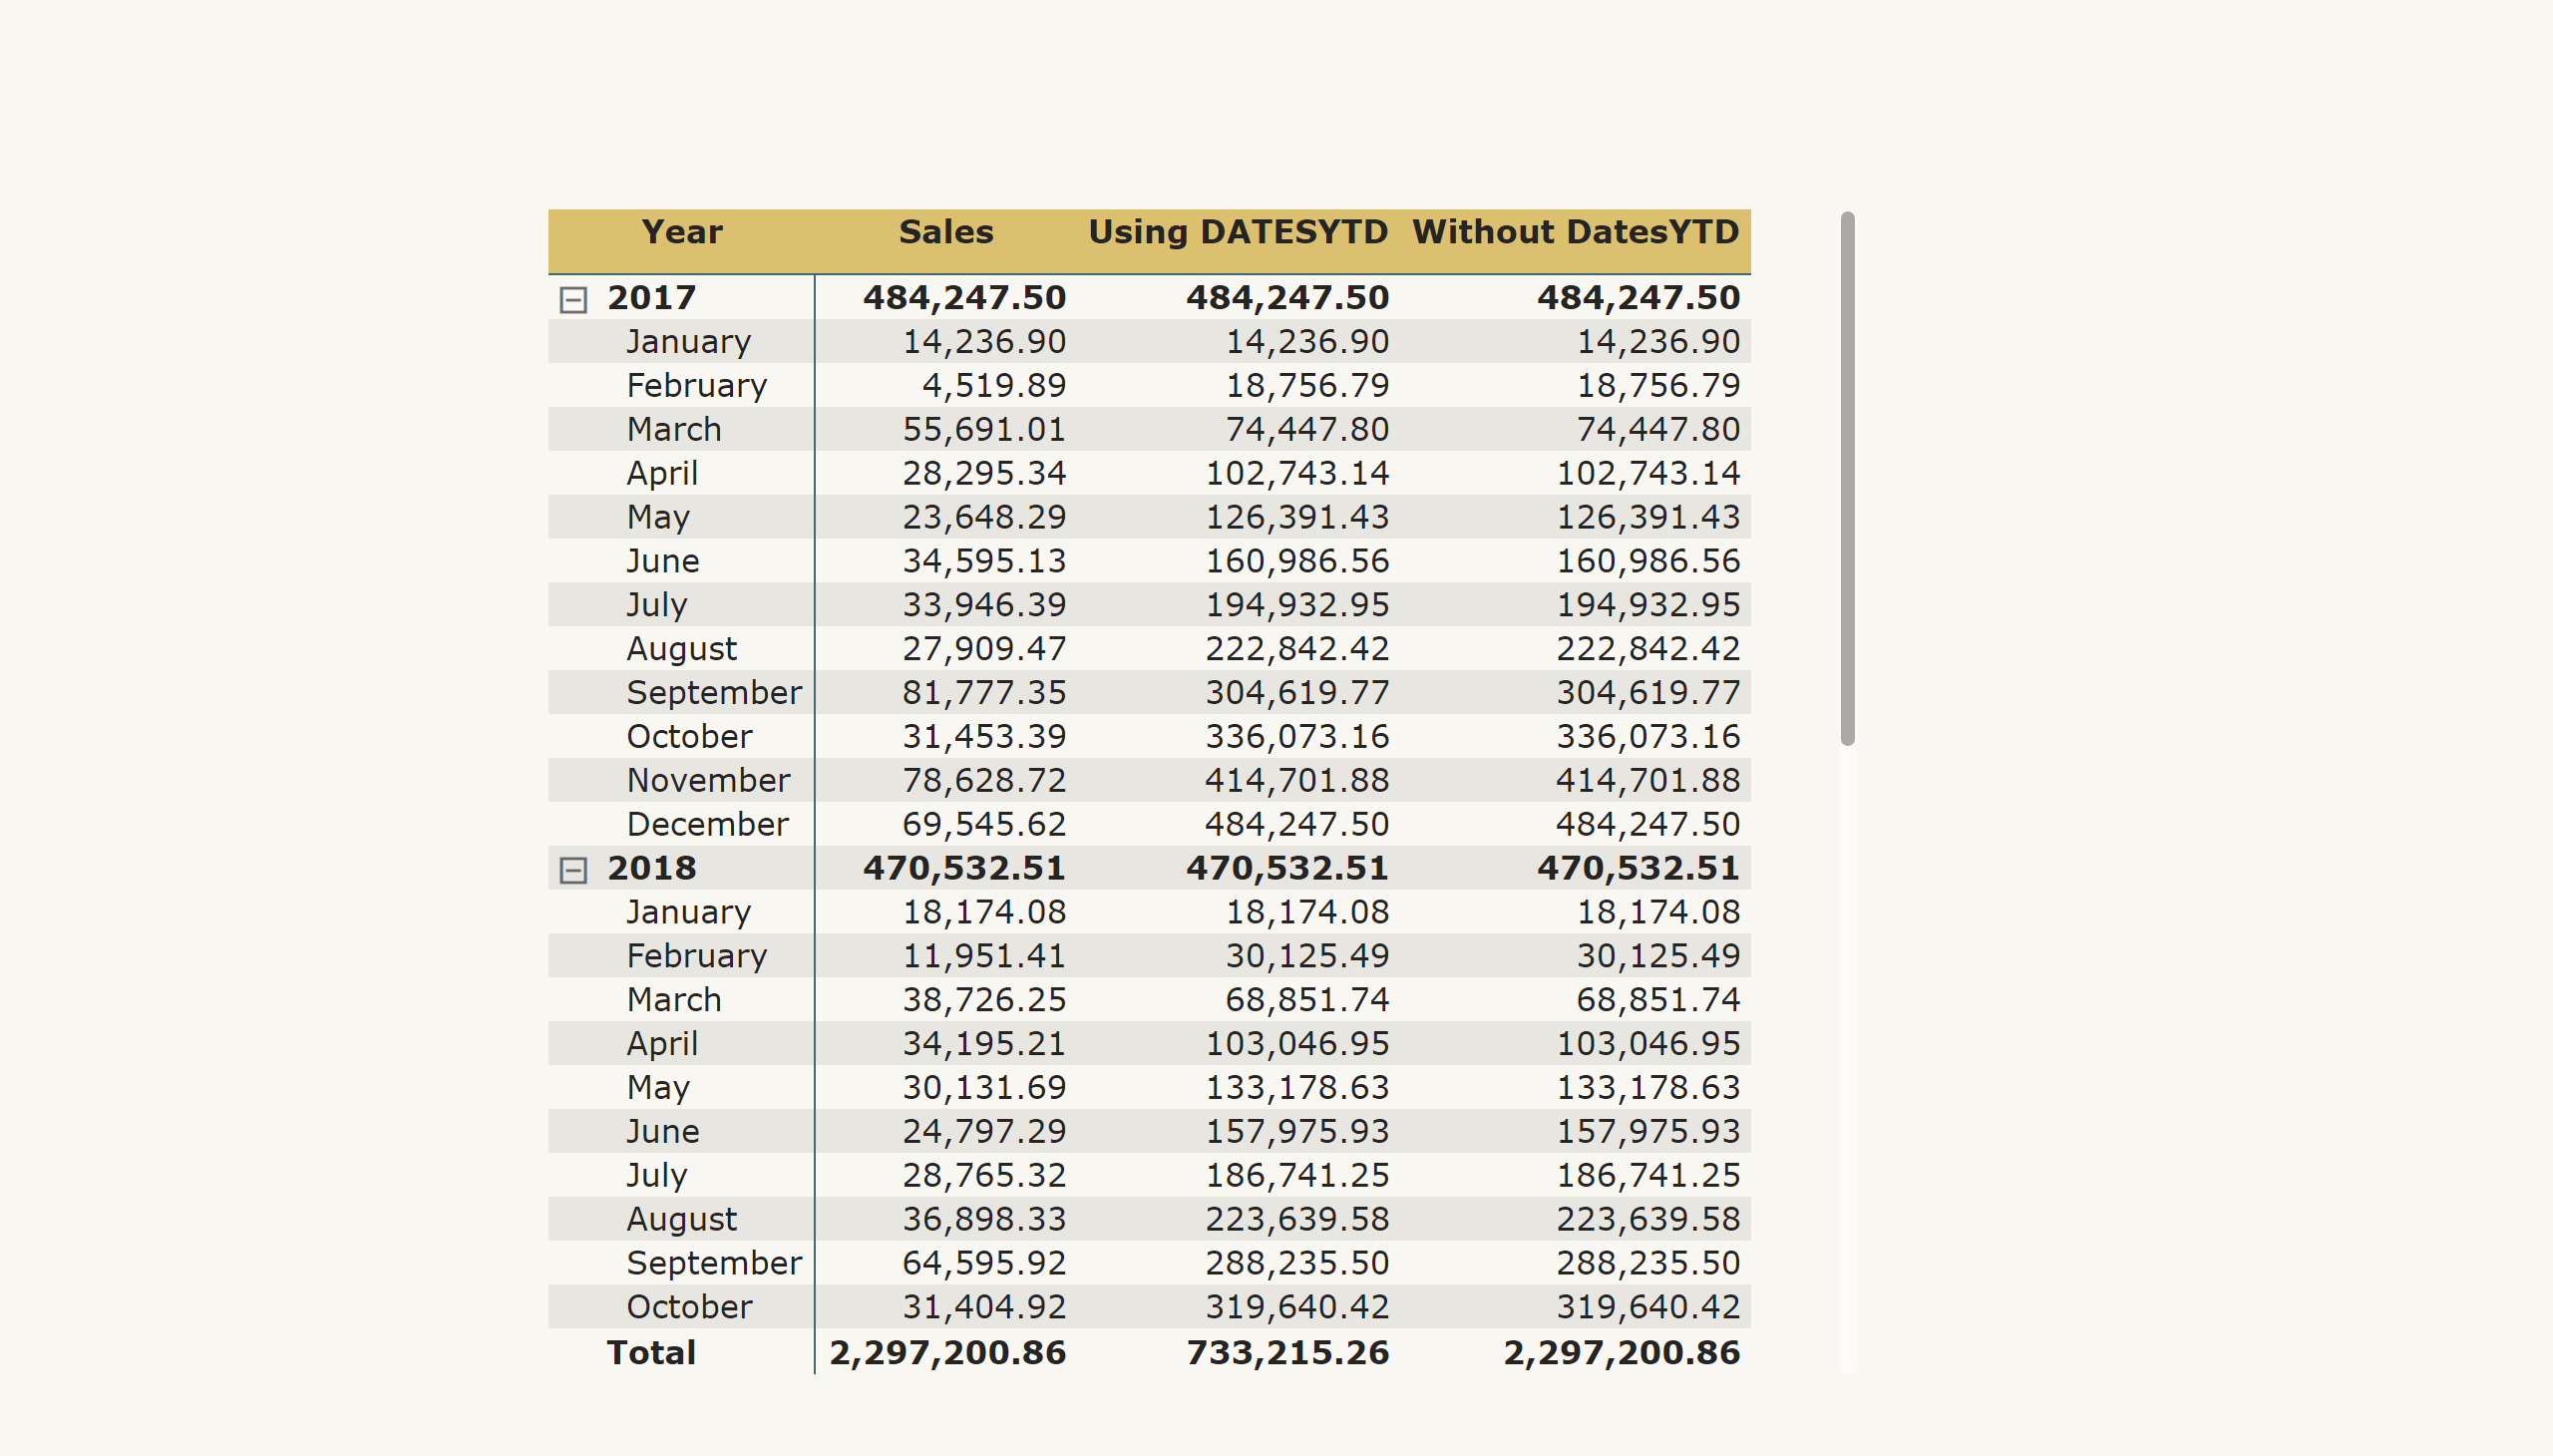 Year Sales Using DATESYTD Without DatesYTD
2017 484,247.50 484,247.50 484,247.50
January 14,236.90 14,236.90 14,236.90
February 4,519.89 18,756.79 18,756.79
March 55,691.01 74,447.80 74,447.80
April 28,295.34 102,743.14 102,743.14
May 23,648.29 126,391.43 126,391.43
June 34,595.13 160,986.56 160,986.56
July 33,946.39 194,932.95 194,932.95
August 27,909.47 222,842.42 222,842.42
September 81,777.35 304,619.77 304,619.77
October 31,453.39 336,073.16 336,073.16
November 78,628.72 414,701.88 414,701.88
December 69,545.62 484,247.50 484,247.50
2018 470,532.51 470,532.51 470,532.51
January 18,174.08 18,174.08 18,174.08
February 11,951.41 30,125.49 30,125.49
March 38,726.25 68,851.74 68,851.74
April 34,195.21 103,046.95 103,046.95
May 30,131.69 133,178.63 133,178.63
June 24,797.29 157,975.93 157,975.93
July 28,765.32 186,741.25 186,741.25
August 36,898.33 223,639.58 223,639.58
September 64,595.92 288,235.50 288,235.50
October 31,404.92 319,640.42 319,640.42
Total 2,297,200.86 733,215.26 2,297,200.86